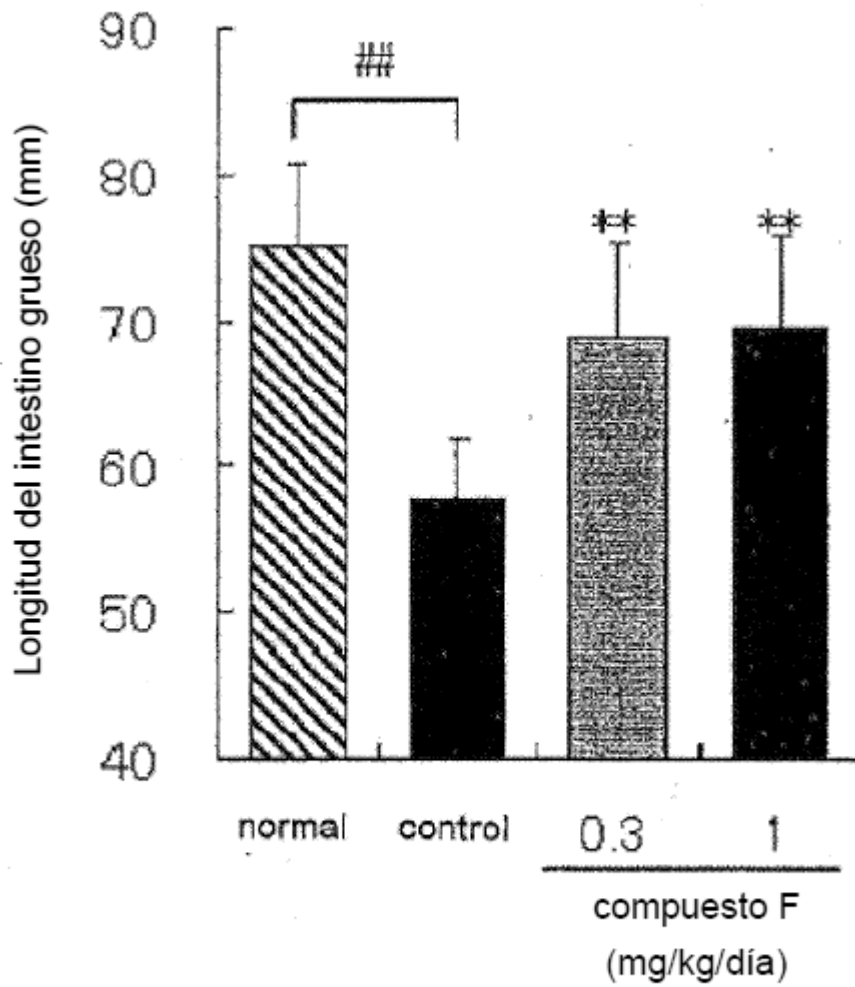 90
80
70
60
50
40
Longitud del intestino grueso (mm)
##
**
**
normal
control
0.3
1
compuesto F
(mg/kg/día)